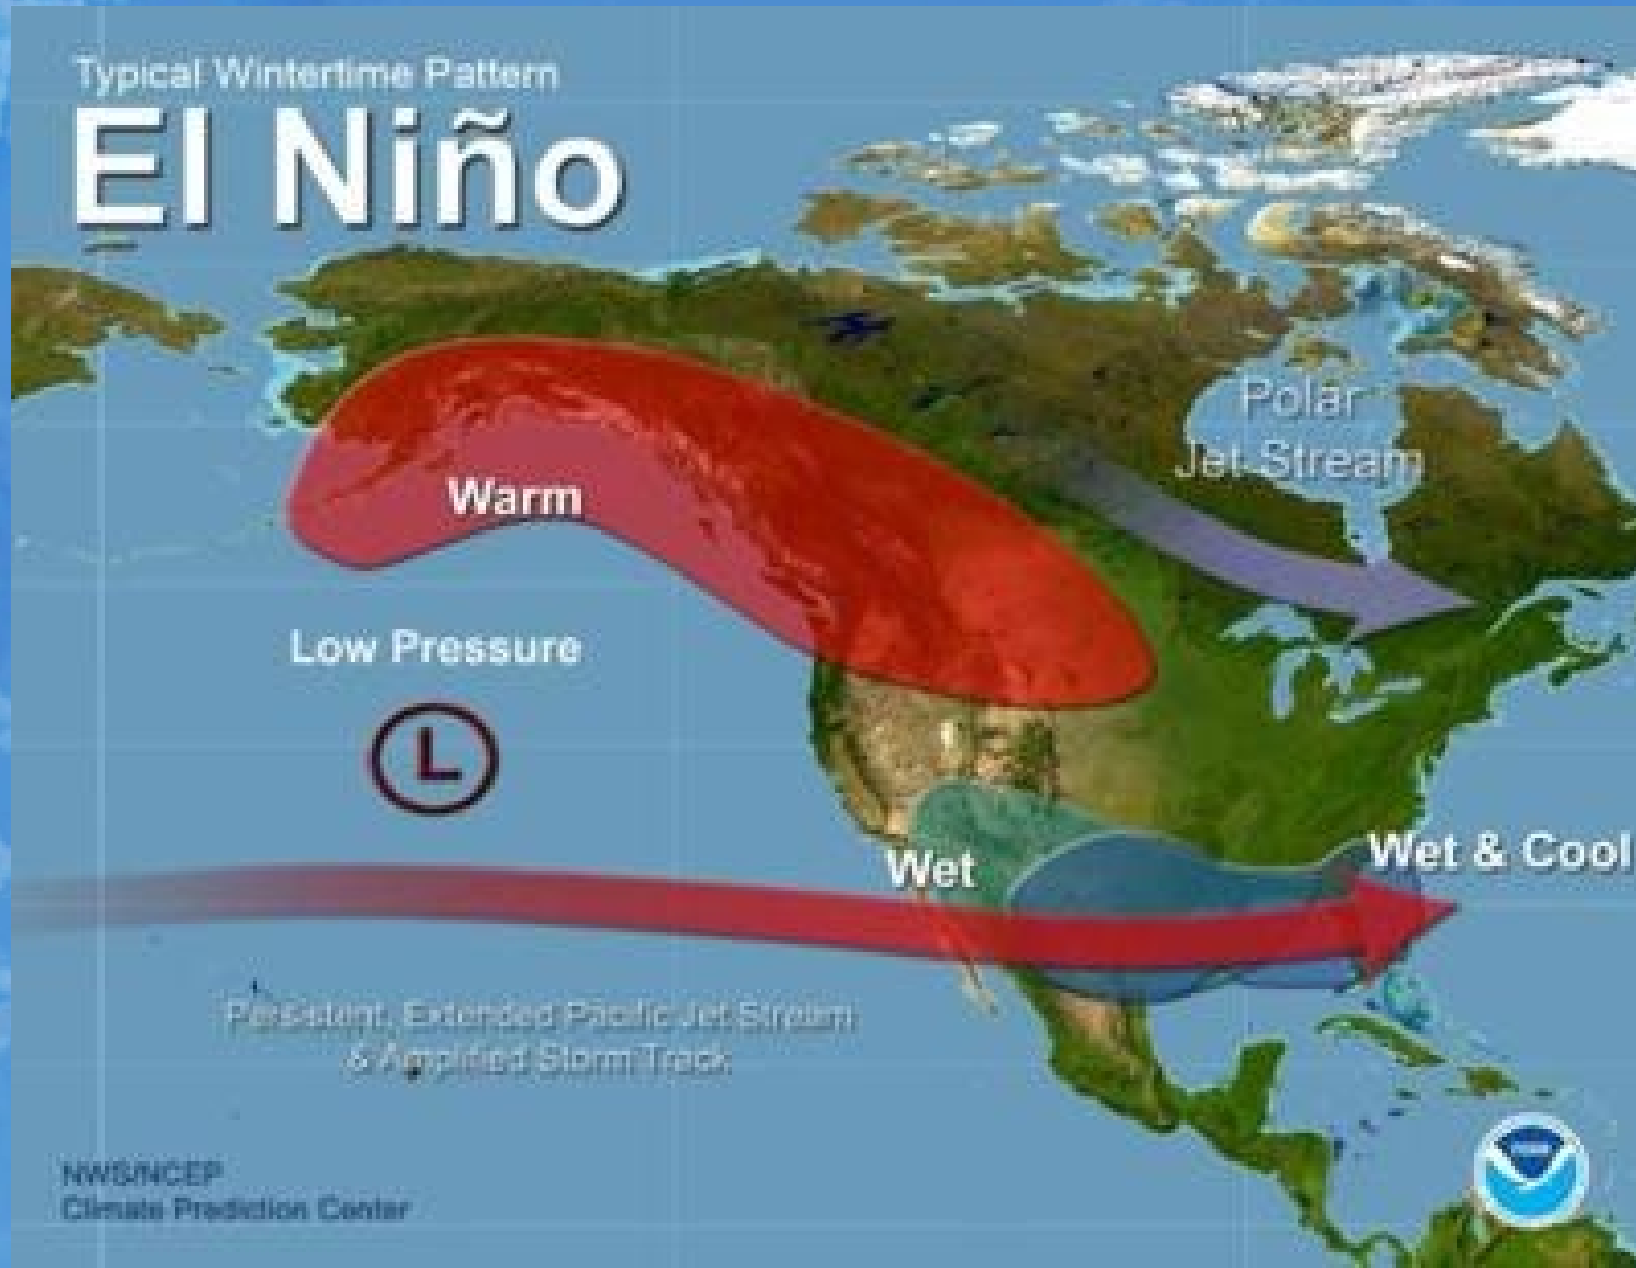 Typical Wintertime Pattern
El Niño
Polar
Jet Stream
Warm
Low Pressure
L
Wet
Wet & Cool
Persistent, Extended Pacific Jet Stream
& Amplified Storm Track
NWS/NCEP
Climate Prediction Center